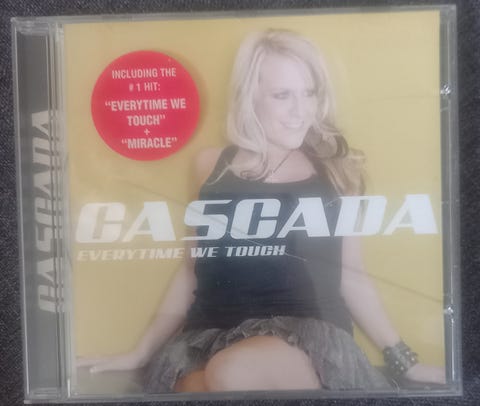 INCLUDING THE
#1 HIT:
"EVERYTIME WE
TOUCH"
+
"MIRACLE"
CASCADA
EVERYTIME WE TOUCH
CASCADA